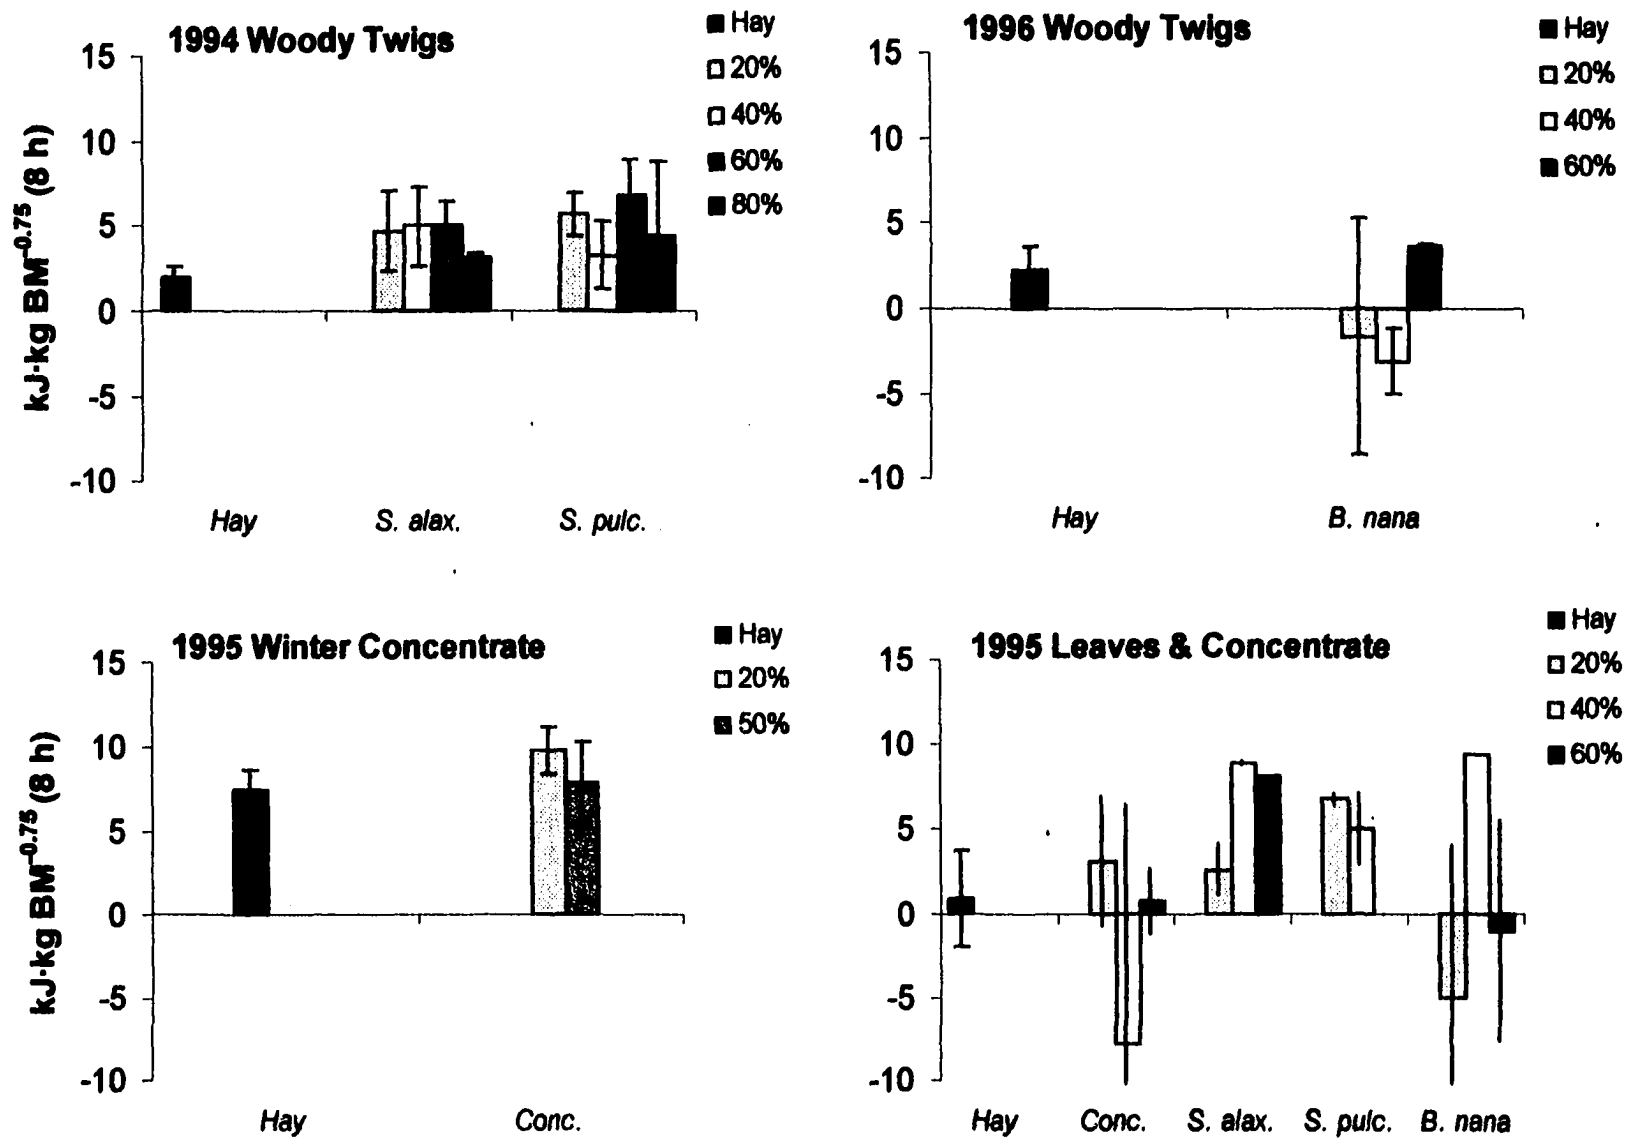 1994 Woody Twigs
Hay
20%
40%
60%
80%
15
10
5
0
-5
-10
kJ·kg BM⁻⁰·⁷⁵ (8 h)
Hay S. alax. S. pulc.
1996 Woody Twigs
Hay
20%
40%
60%
15
10
5
0
-5
-10
Hay B. nana
1995 Winter Concentrate
Hay
20%
50%
15
10
5
0
-5
-10
kJ·kg BM⁻⁰·⁷⁵ (8 h)
Hay Conc.
1995 Leaves & Concentrate
Hay
20%
40%
60%
15
10
5
0
-5
-10
Hay Conc. S. alax. S. pulc. B. nana